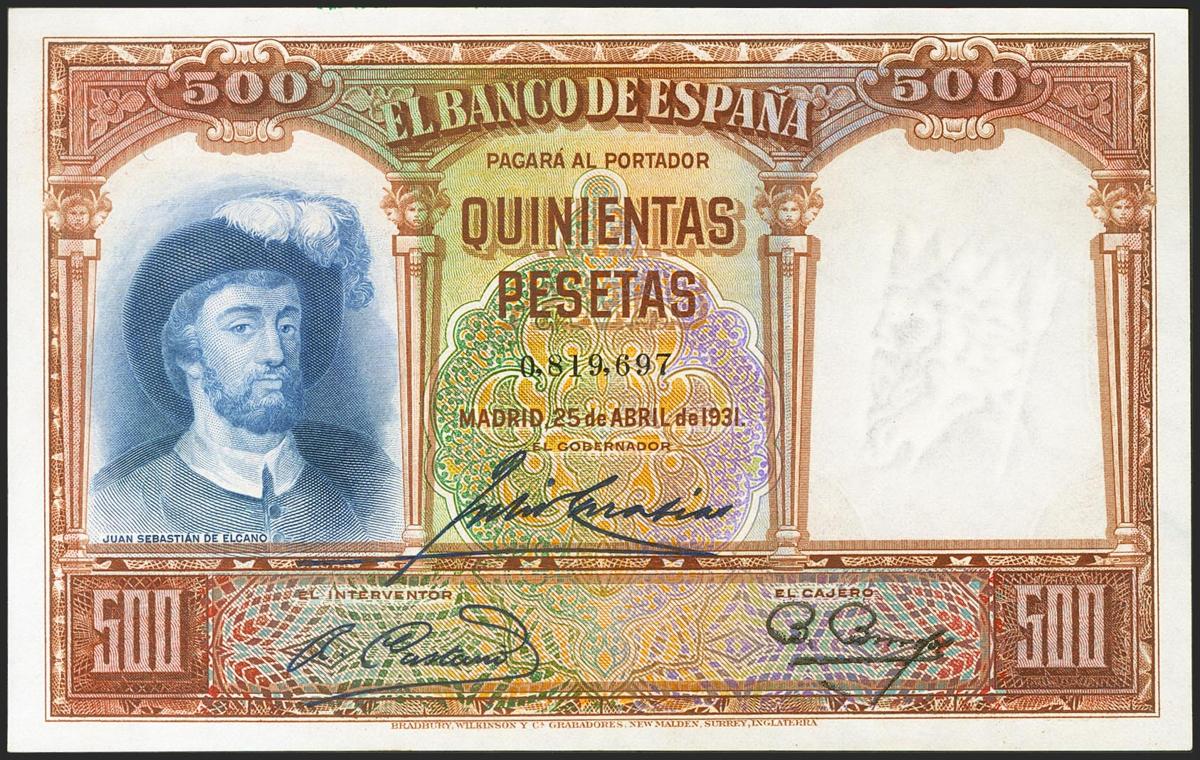 500
500
EL BANCO DE ESPAÑA
PAGARÁ AL PORTADOR
QUINIENTAS
PESETAS
0,819,697
MADRID, 25 de ABRIL de 1931.
EL GOBERNADOR
JUAN SEBASTIÁN DE ELCANO
500
EL INTERVENTOR
EL CAJERO
500
BRADBURY, WILKINSON Y Cª. GRABADORES, NEW MALDEN, SURREY, INGLATERRA